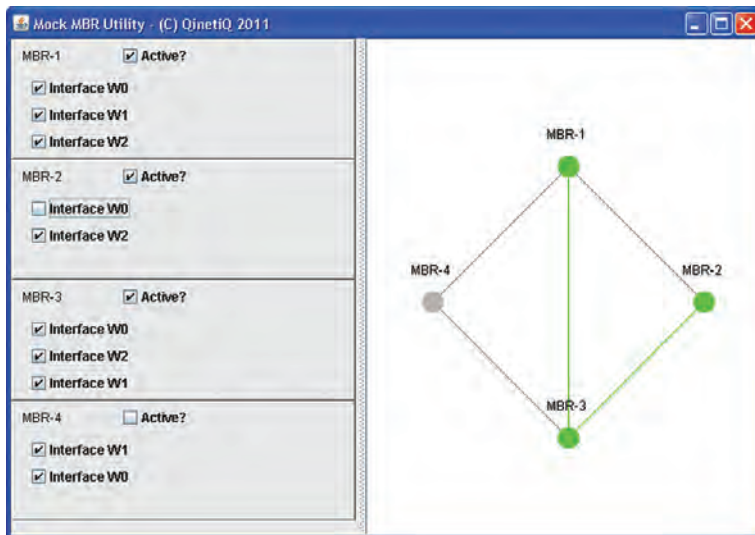 Mock MBR Utility - (C) QinetiQ 2011
MBR-1 Active?
Interface W0
Interface W1
Interface W2
MBR-2 Active?
Interface W0
Interface W2
MBR-3 Active?
Interface W0
Interface W2
Interface W1
MBR-4 Active?
Interface W1
Interface W0
MBR-1
MBR-4
MBR-2
MBR-3